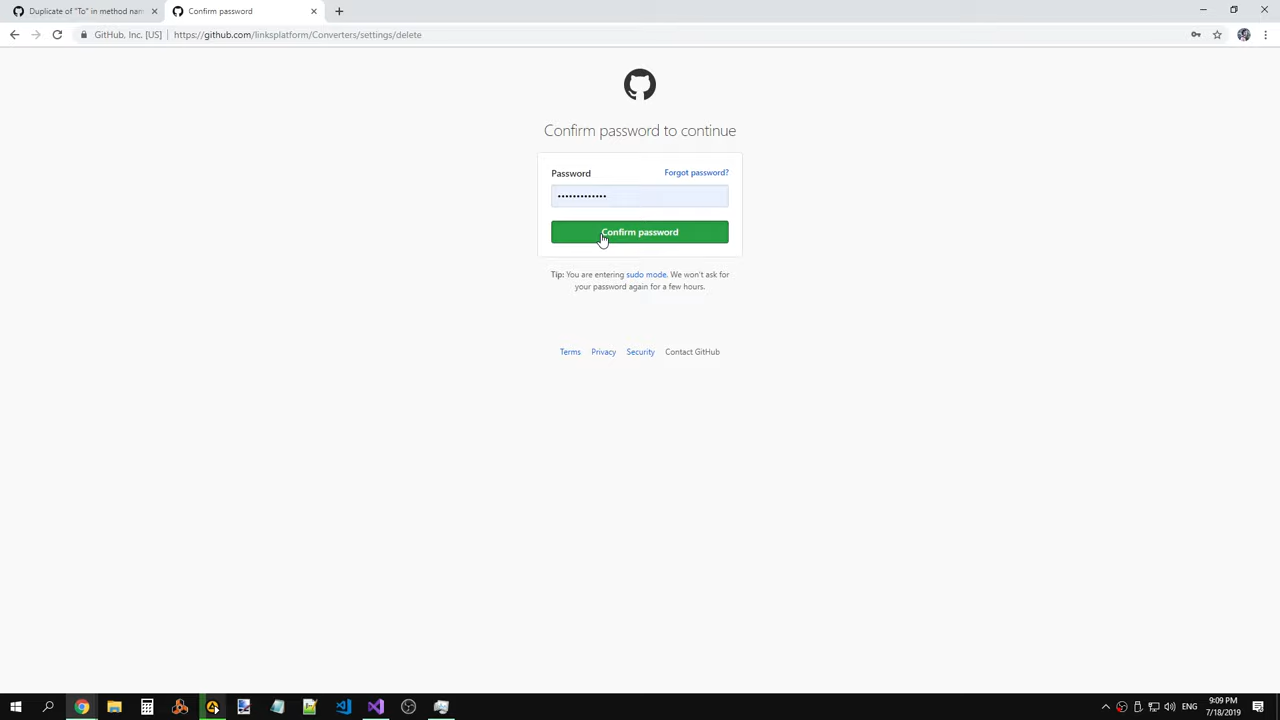 Duplicate of "To" in method nam
Confirm password
GitHub, Inc. [US]
https://github.com/linksplatform/Converters/settings/delete
Confirm password to continue
Password
Forgot password?
•••••••••••••
Confirm password
Tip: You are entering sudo mode. We won't ask for
your password again for a few hours.
Terms
Privacy
Security
Contact GitHub
ENG
9:09 PM
7/18/2019